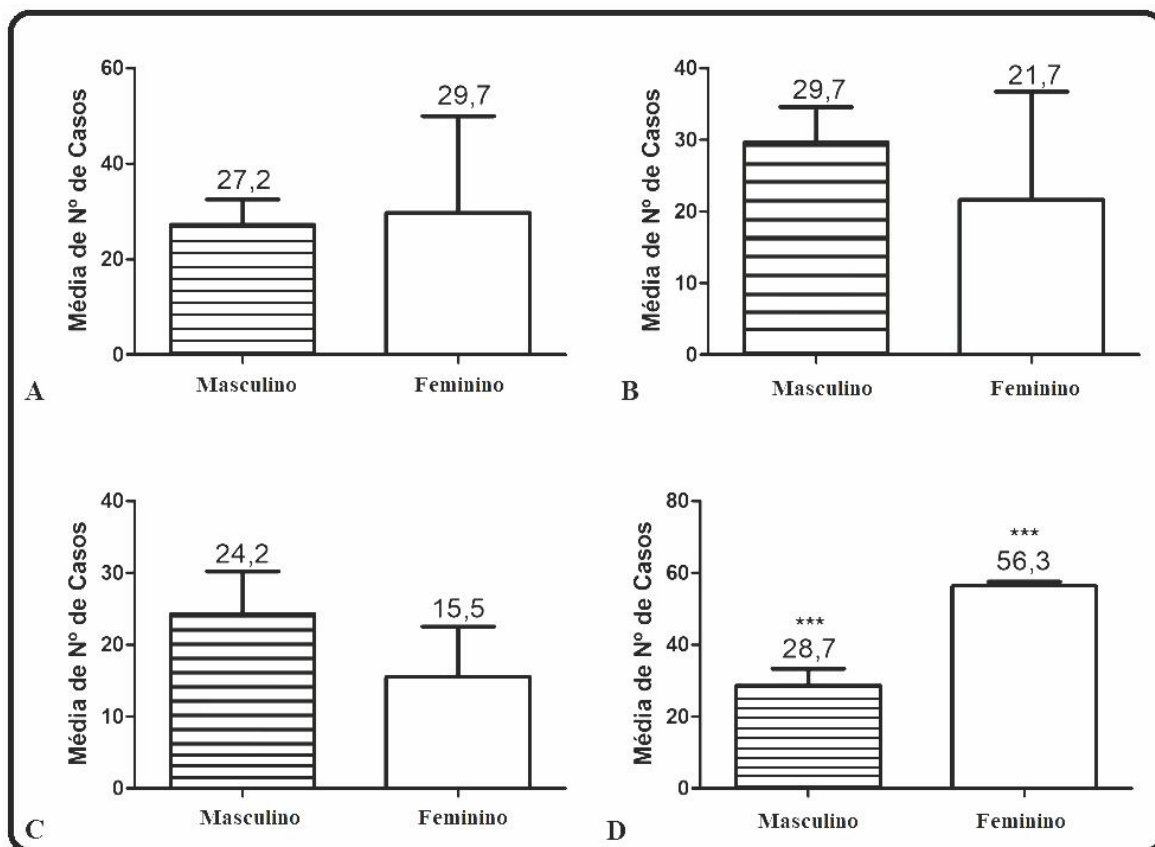 Média de Nº de Casos
60
40
20
0
27,2
29,7
Masculino
Feminino
A
Média de Nº de Casos
40
30
20
10
0
29,7
21,7
Masculino
Feminino
B
Média de Nº de Casos
40
30
20
10
0
24,2
15,5
Masculino
Feminino
C
Média de Nº de Casos
80
60
40
20
0
***
28,7
***
56,3
Masculino
Feminino
D